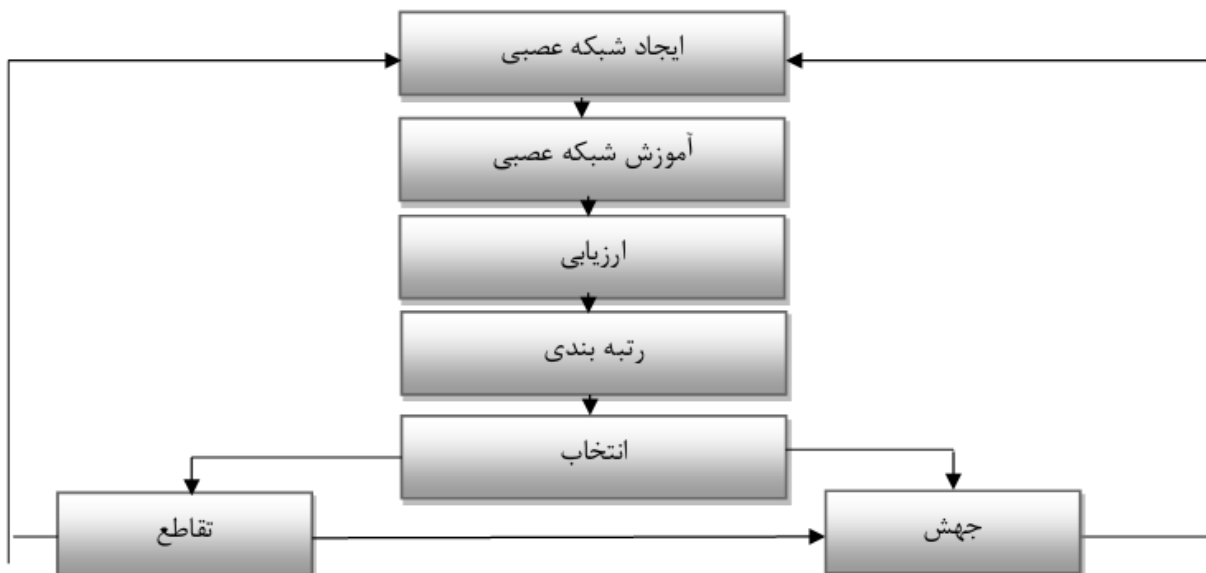 ایجاد شبکه عصبی
آموزش شبکه عصبی
ارزیابی
رتبه بندی
انتخاب
تقاطع
جهش